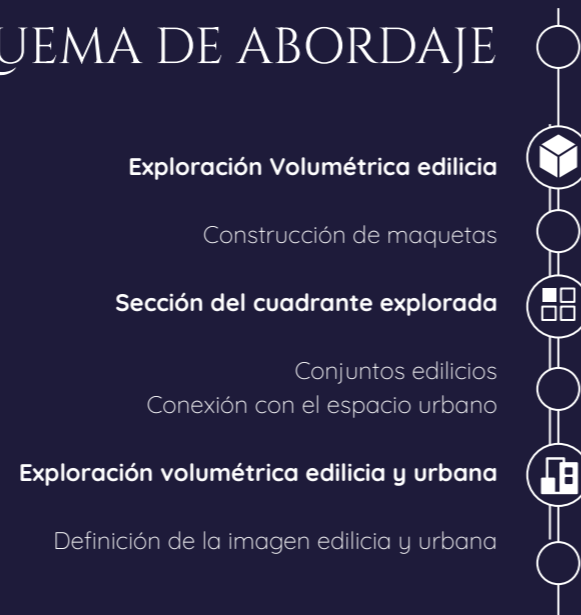 UEMA DE ABORDAJE
Exploración Volumétrica edilicia
Construcción de maquetas
Sección del cuadrante explorada
Conjuntos edilicios
Conexión con el espacio urbano
Exploración volumétrica edilicia y urbana
Definición de la imagen edilicia y urbana